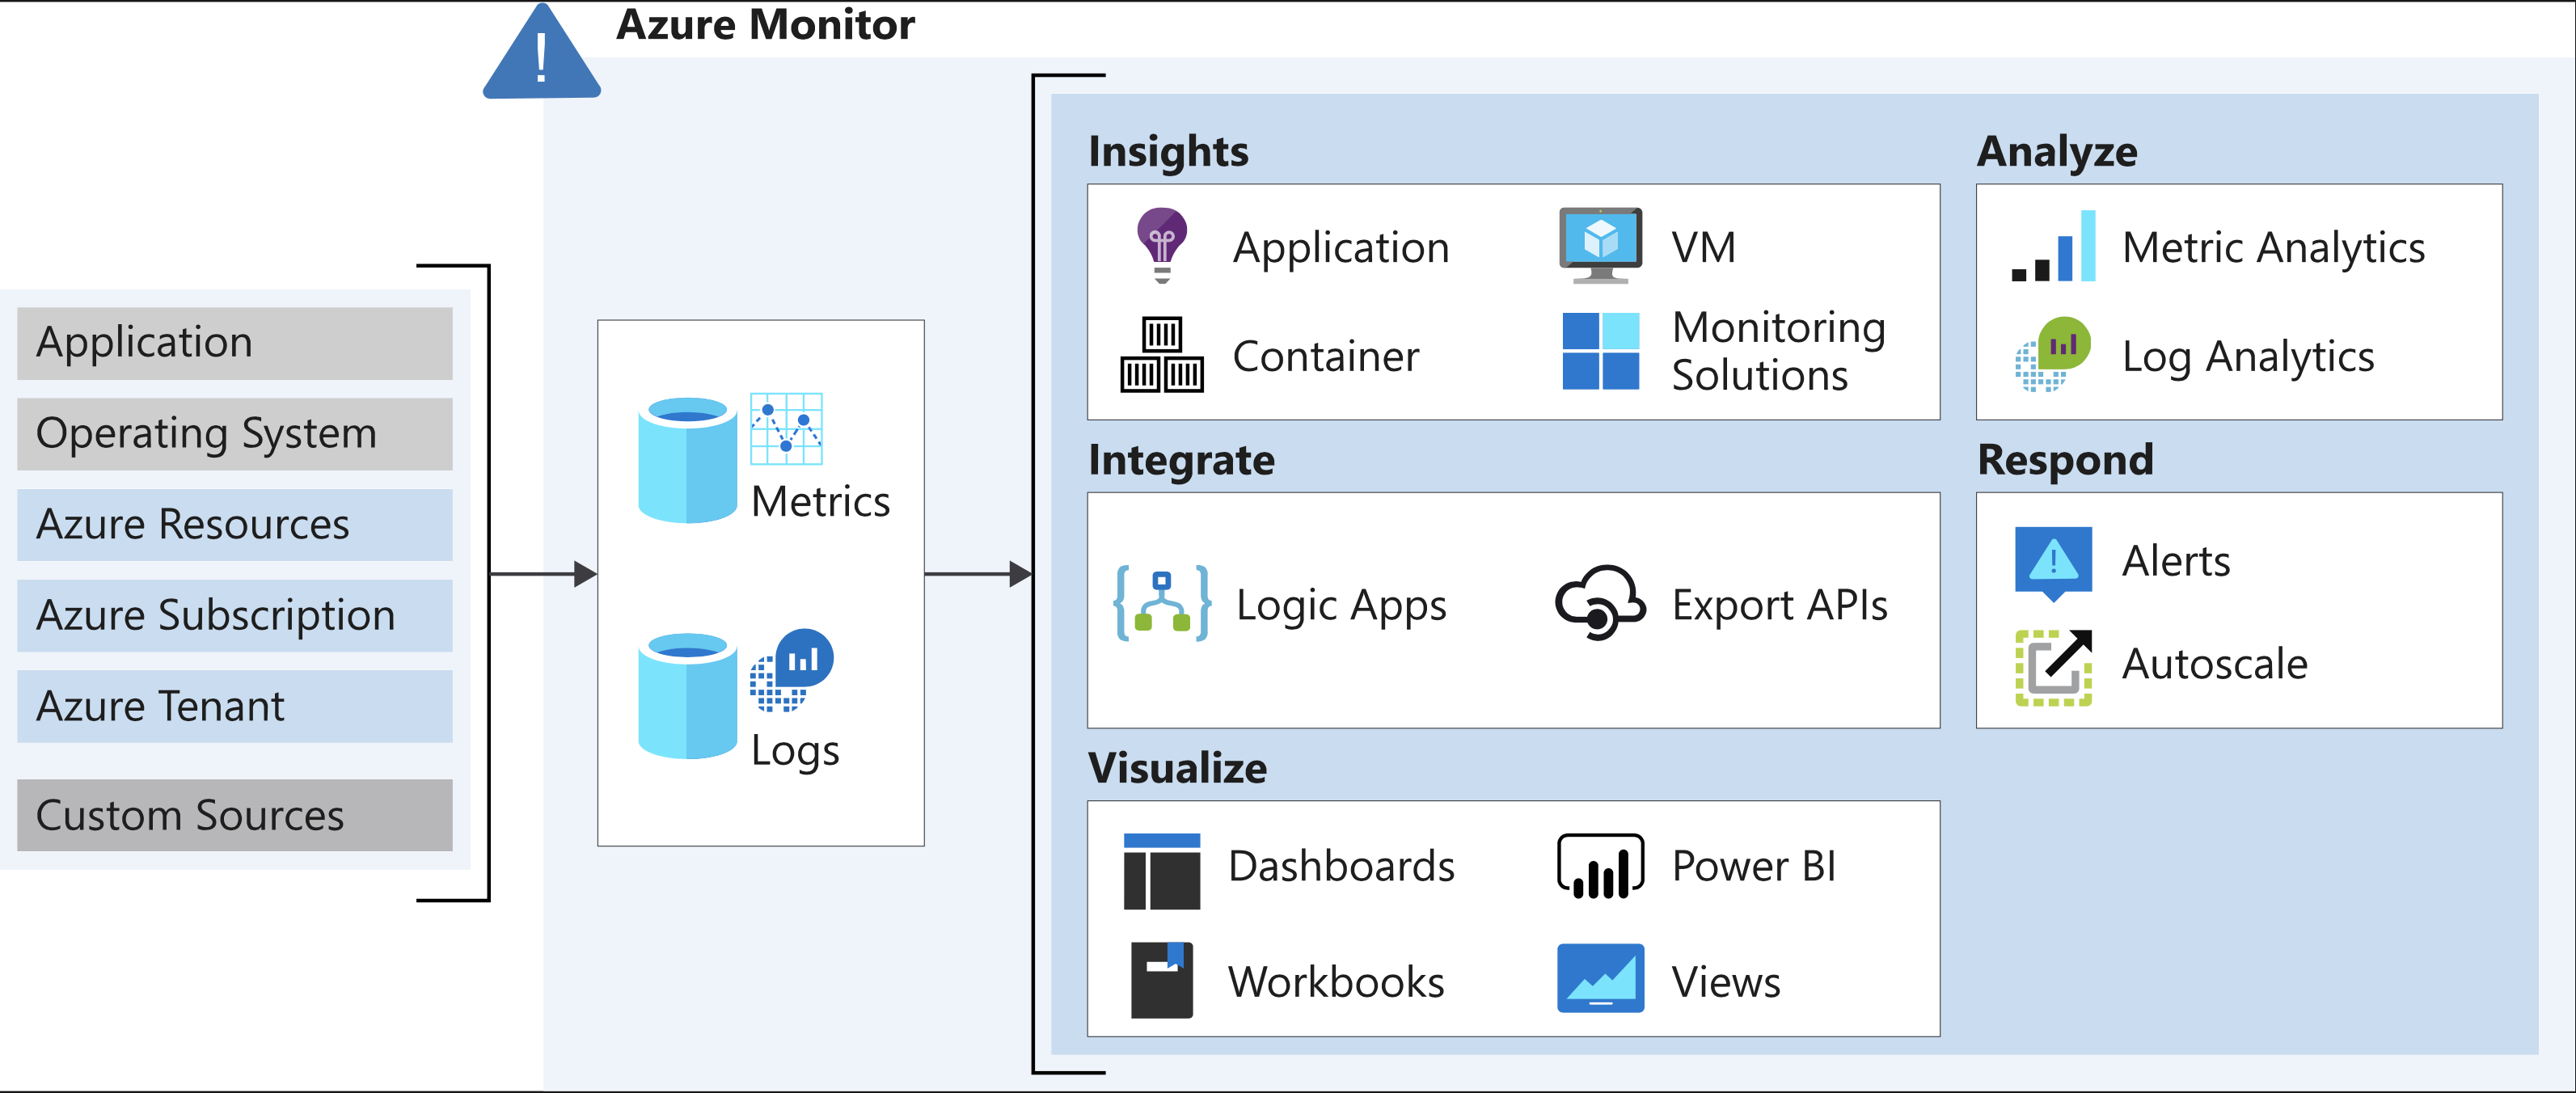 Azure Monitor
Application
Operating System
Azure Resources
Azure Subscription
Azure Tenant
Custom Sources
Metrics
Logs
Insights
Application
VM
Container
Monitoring
Solutions
Analyze
Metric Analytics
Log Analytics
Integrate
Logic Apps
Export APIs
Respond
Alerts
Autoscale
Visualize
Dashboards
Power BI
Workbooks
Views